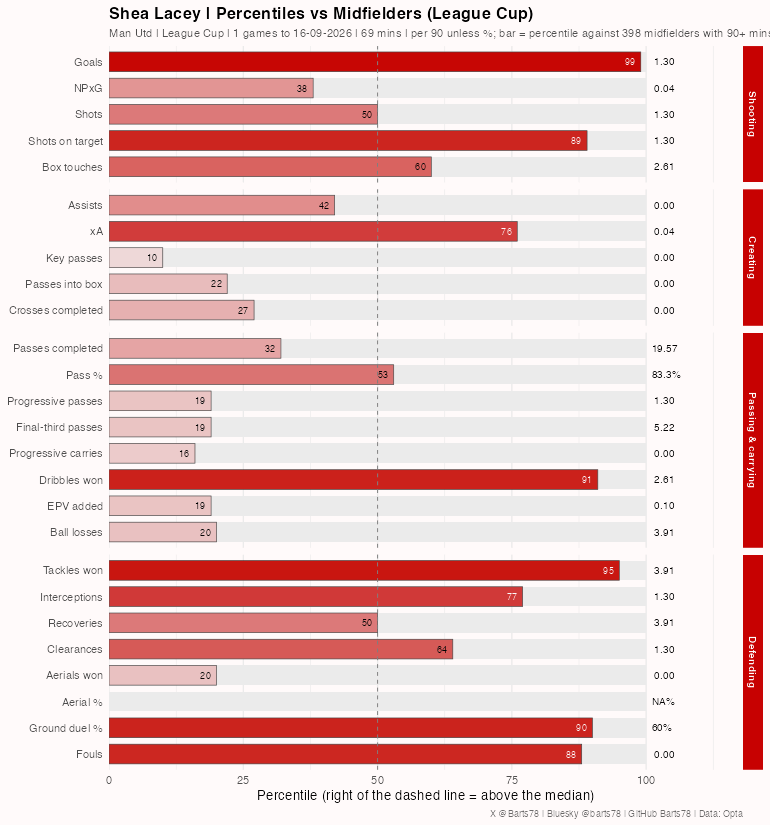 Shea Lacey | Percentiles vs Midfielders (League Cup)
Man Utd | League Cup | 1 games to 16-09-2026 | 69 mins | per 90 unless %; bar = percentile against 398 midfielders with 90+ mins
Goals 99 1.30
NPxG 38 0.04
Shots 50 1.30
Shots on target 89 1.30
Box touches 60 2.61
Shooting
Assists 42 0.00
xA 76 0.04
Key passes 10 0.00
Passes into box 22 0.00
Crosses completed 27 0.00
Creating
Passes completed 32 19.57
Pass % 53 83.3%
Progressive passes 19 1.30
Final-third passes 19 5.22
Progressive carries 16 0.00
Dribbles won 91 2.61
EPV added 19 0.10
Ball losses 20 3.91
Passing & carrying
Tackles won 95 3.91
Interceptions 77 1.30
Recoveries 50 3.91
Clearances 64 1.30
Aerials won 20 0.00
Aerial % NA%
Ground duel % 90 60%
Fouls 88 0.00
Defending
0 25 50 75 100
Percentile (right of the dashed line = above the median)
X @Barts78 | Bluesky @barts78 | GitHub Barts78 | Data: Opta